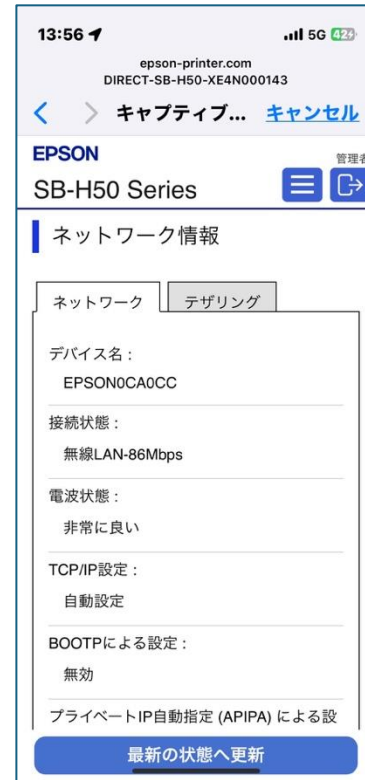 13:56
5G 42
epson-printer.com
DIRECT-SB-H50-XE4N000143
キャプティブ... キャンセル
EPSON
管理者
SB-H50 Series
ネットワーク情報
ネットワーク テザリング
デバイス名 :
EPSON0CA0CC
接続状態 :
無線LAN-86Mbps
電波状態 :
非常に良い
TCP/IP設定 :
自動設定
BOOTPによる設定 :
無効
プライベートIP自動指定 (APIPA) による設
最新の状態へ更新